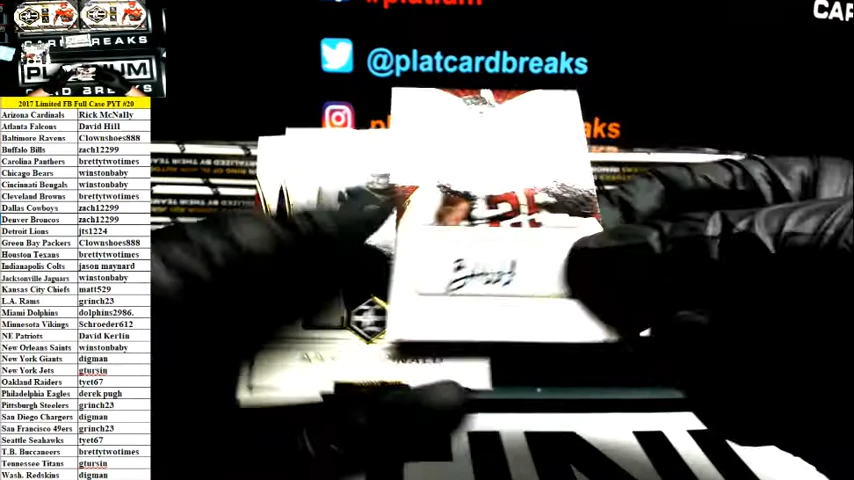 #platinum
@platcardbreaks
CARD BREAKS
PLATINUM
CARD BREAKS
2017 Limited FB Full Case PYT #20
Arizona Cardinals Rick McNally
Atlanta Falcons David Hill
Baltimore Ravens Clownshoes888
Buffalo Bills zach12299
Carolina Panthers brettytwotimes
Chicago Bears winstonbaby
Cincinnati Bengals winstonbaby
Cleveland Browns brettytwotimes
Dallas Cowboys zach12299
Denver Broncos zach12299
Detroit Lions jts1224
Green Bay Packers Clownshoes888
Houston Texans brettytwotimes
Indianapolis Colts jason maynard
Jacksonville Jaguars winstonbaby
Kansas City Chiefs matt529
L.A. Rams grinch23
Miami Dolphins dolphins2986.
Minnesota Vikings Schroeder612
NE Patriots David Kerlin
New Orleans Saints winstonbaby
New York Giants digman
New York Jets gtursin
Oakland Raiders tyct67
Philadelphia Eagles derek pugh
Pittsburgh Steelers grinch23
San Diego Chargers digman
San Francisco 49ers grinch23
Seattle Seahawks tyct67
T.B. Buccaneers brettytwotimes
Tennessee Titans gtursin
Wash. Redskins digman